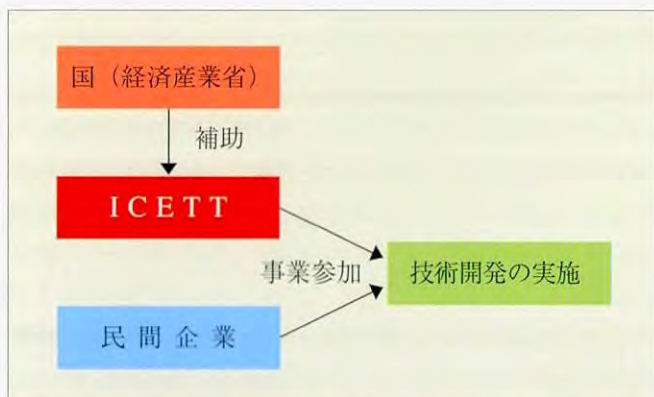 国（経済産業省）
補助
ICETT
事業参加
技術開発の実施
民間企業